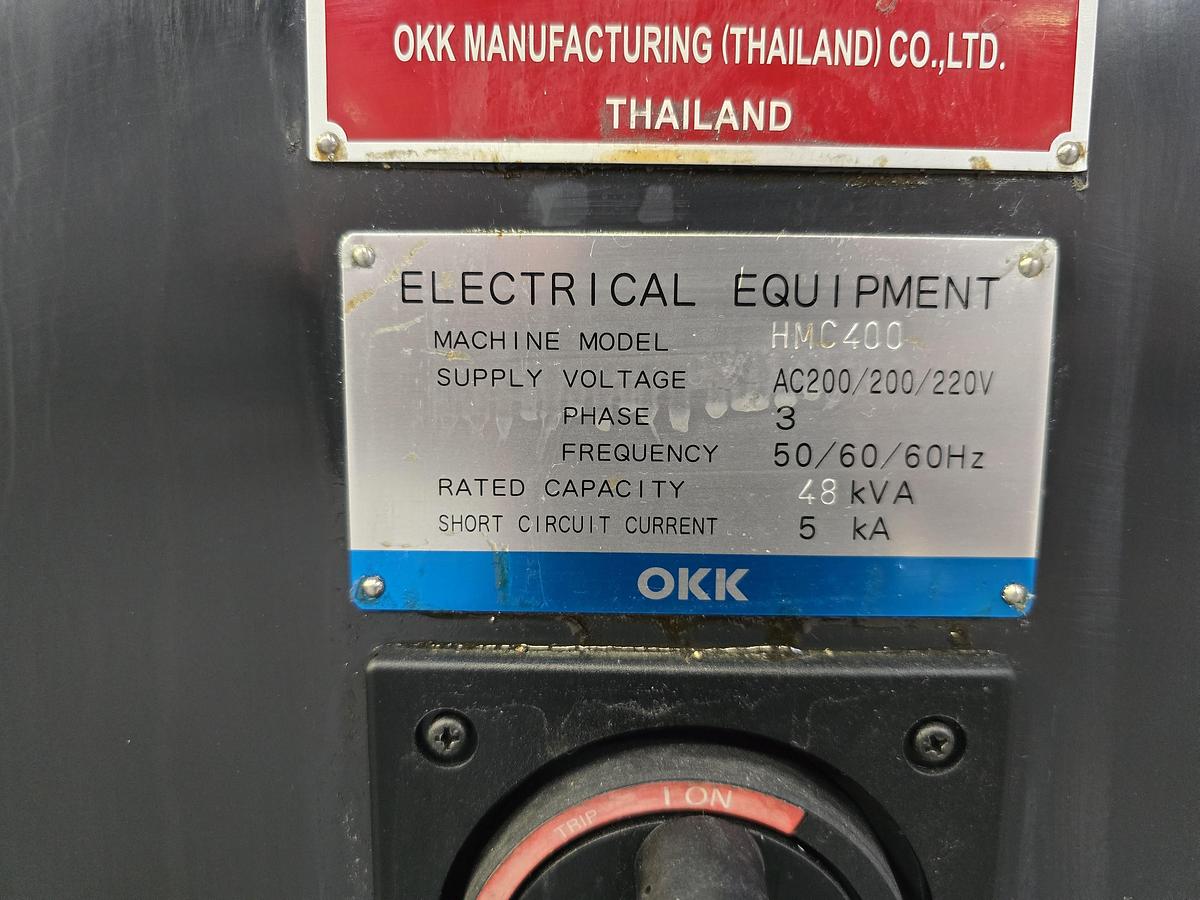 OKK MANUFACTURING (THAILAND) CO.,LTD.
THAILAND
ELECTRICAL EQUIPMENT
MACHINE MODEL HMC400
SUPPLY VOLTAGE AC200/200/220V
PHASE 3
FREQUENCY 50/60/60Hz
RATED CAPACITY 48 kVA
SHORT CIRCUIT CURRENT 5 kA
OKK
TRIP I ON